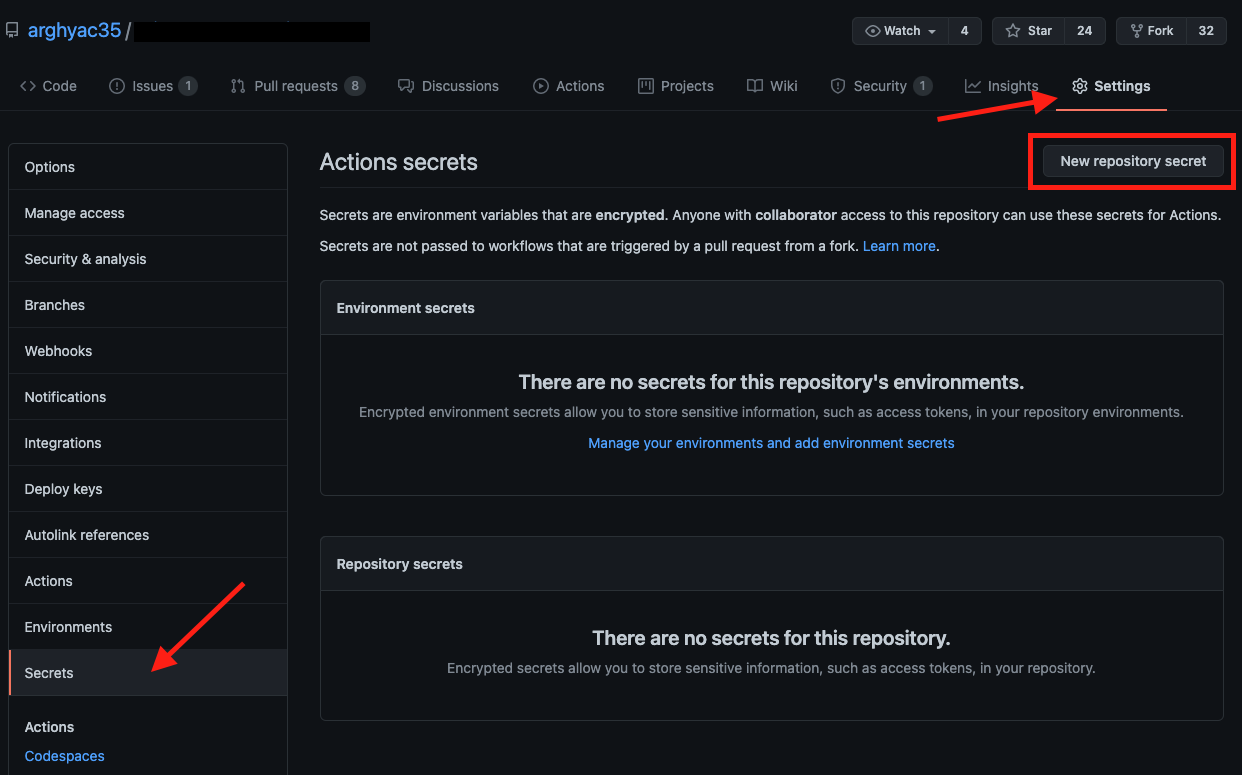 arghyac35 /
Watch 4 Star 24 Fork 32
Code Issues 1 Pull requests 8 Discussions Actions Projects Wiki Security 1 Insights Settings
Options
Manage access
Security & analysis
Branches
Webhooks
Notifications
Integrations
Deploy keys
Autolink references
Actions
Environments
Secrets
Actions
Codespaces
Actions secrets
New repository secret
Secrets are environment variables that are encrypted. Anyone with collaborator access to this repository can use these secrets for Actions.
Secrets are not passed to workflows that are triggered by a pull request from a fork. Learn more.
Environment secrets
There are no secrets for this repository's environments.
Encrypted environment secrets allow you to store sensitive information, such as access tokens, in your repository environments.
Manage your environments and add environment secrets
Repository secrets
There are no secrets for this repository.
Encrypted secrets allow you to store sensitive information, such as access tokens, in your repository.